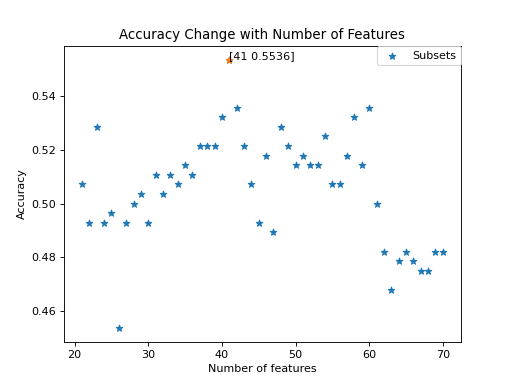 Accuracy Change with Number of Features
[41 0.5536]
Subsets
0.54
0.52
0.50
0.48
0.46
Accuracy
20 30 40 50 60 70
Number of features